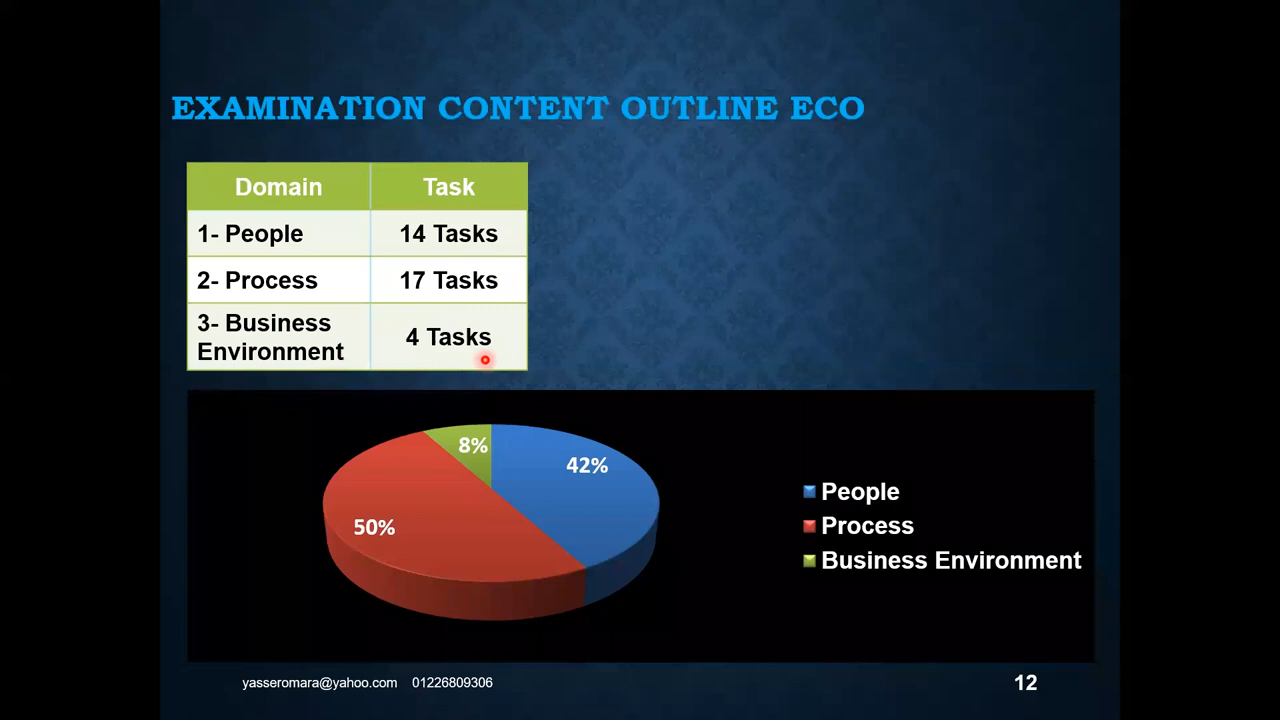 EXAMINATION CONTENT OUTLINE ECO
Domain Task
1- People 14 Tasks
2- Process 17 Tasks
3- Business
Environment 4 Tasks
8%
42%
50%
People
Process
Business Environment
yasseromara@yahoo.com 01226809306
12